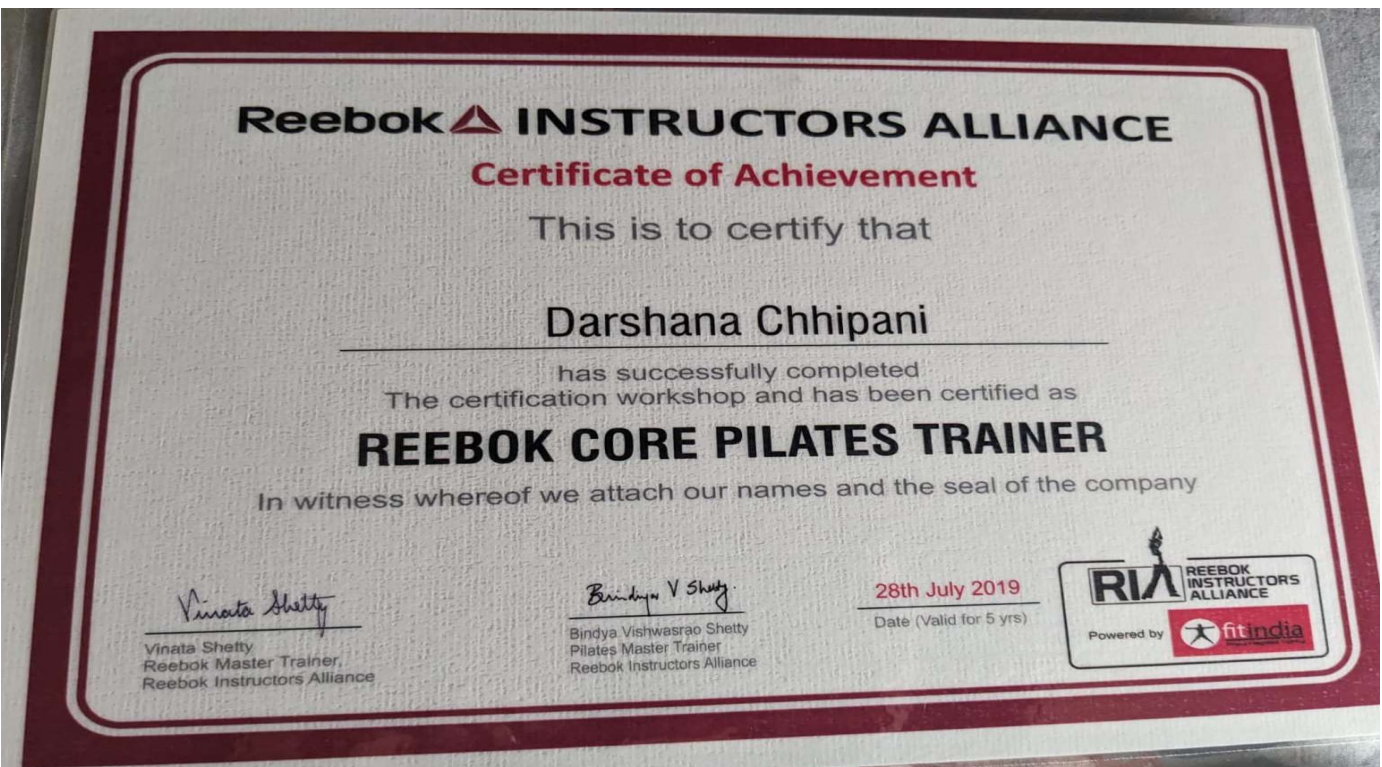 Reebok INSTRUCTORS ALLIANCE
Certificate of Achievement
This is to certify that
Darshana Chhipani
has successfully completed
The certification workshop and has been certified as
REEBOK CORE PILATES TRAINER
In witness whereof we attach our names and the seal of the company
Vinata Shetty
Vinata Shetty
Reebok Master Trainer,
Reebok Instructors Alliance
Bindya V Shetty
Bindya Vishwasrao Shetty
Pilates Master Trainer
Reebok Instructors Alliance
28th July 2019
Date (Valid for 5 yrs)
RIA REEBOK
INSTRUCTORS
ALLIANCE
Powered by fitindia